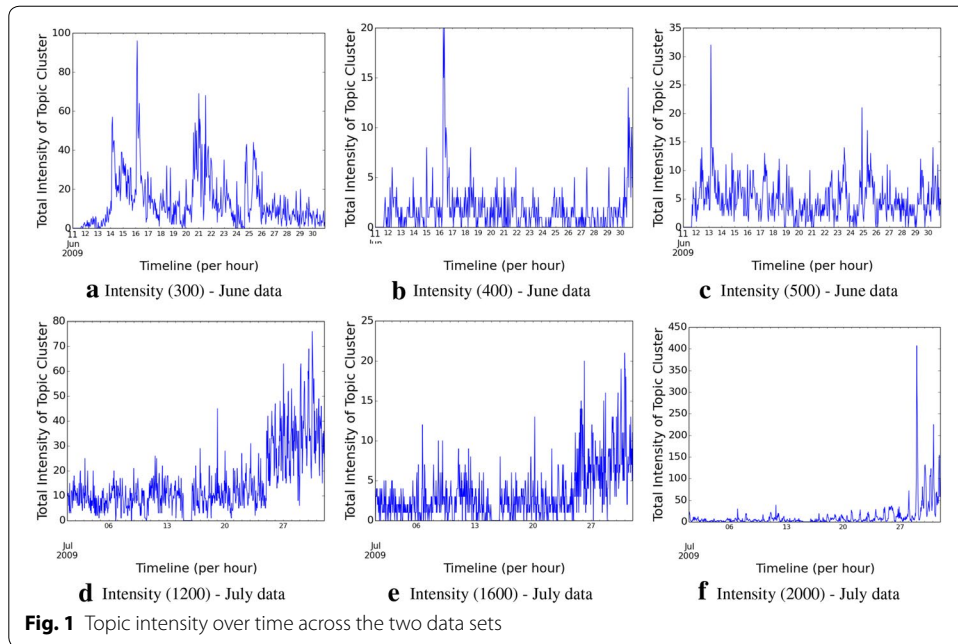 Total Intensity of Topic Cluster
100
80
60
40
20
0
11 12 13 14 15 16 17 18 19 20 21 22 23 24 25 26 27 28 29 30
Jun
2009
Timeline (per hour)
a Intensity (300) - June data
Total Intensity of Topic Cluster
20
15
10
5
0
11 12 13 14 15 16 17 18 19 20 21 22 23 24 25 26 27 28 29 30
Timeline (per hour)
b Intensity (400) - June data
Total Intensity of Topic Cluster
35
30
25
20
15
10
5
0
11 12 13 14 15 16 17 18 19 20 21 22 23 24 25 26 27 28 29 30
Jun
2009
Timeline (per hour)
c Intensity (500) - June data
Total Intensity of Topic Cluster
80
70
60
50
40
30
20
10
0
06 13 20 27
Jul
2009
Timeline (per hour)
d Intensity (1200) - July data
Total Intensity of Topic Cluster
25
20
15
10
5
0
06 13 20 27
Jul
2009
Timeline (per hour)
e Intensity (1600) - July data
Total Intensity of Topic Cluster
450
400
350
300
250
200
150
100
50
0
06 13 20 27
Jul
2009
Timeline (per hour)
f Intensity (2000) - July data
Fig. 1 Topic intensity over time across the two data sets